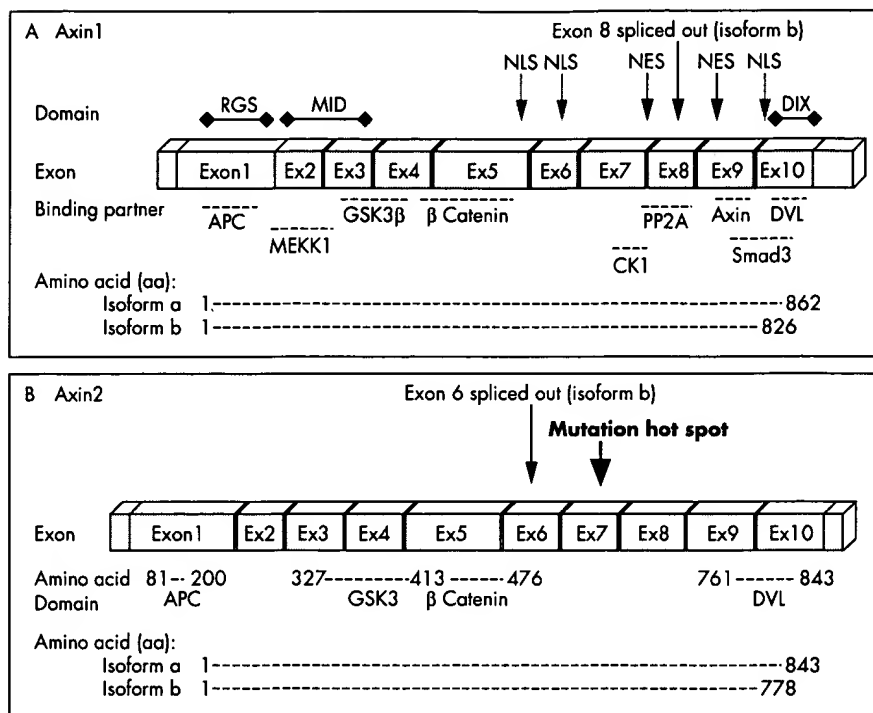 A Axin1
Exon 8 spliced out (isoform b)
NLS NLS NES NES NLS
Domain RGS MID DIX
Exon Exon1 Ex2 Ex3 Ex4 Ex5 Ex6 Ex7 Ex8 Ex9 Ex10
Binding partner APC MEKK1 GSK3β β Catenin CK1 PP2A Axin Smad3 DVL
Amino acid (aa):
Isoform a 1 862
Isoform b 1 826
B Axin2
Exon 6 spliced out (isoform b)
Mutation hot spot
Exon Exon1 Ex2 Ex3 Ex4 Ex5 Ex6 Ex7 Ex8 Ex9 Ex10
Amino acid 81-- 200 327--------413 ------ 476 761 ------ 843
Domain APC GSK3 β Catenin DVL
Amino acid (aa):
Isoform a 1 843
Isoform b 1 778